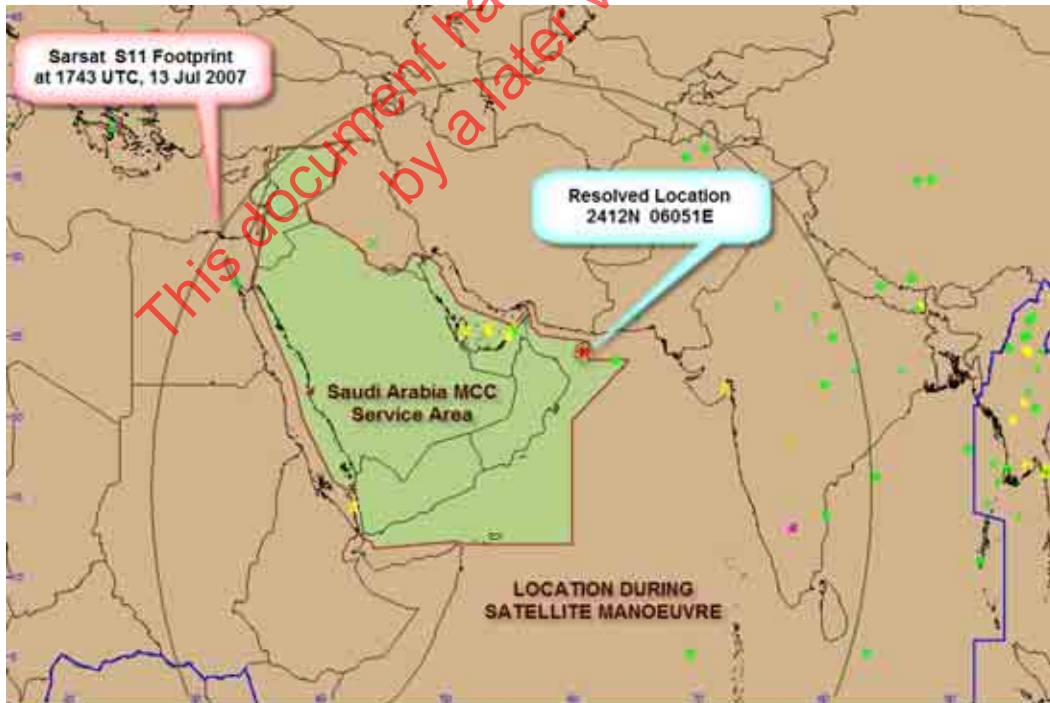 Sarsat S11 Footprint
at 1743 UTC, 13 Jul 2007
This document ha
by a later v
Resolved Location
2412N 06051E
Saudi Arabia MCC
Service Area
LOCATION DURING
SATELLITE MANOEUVRE